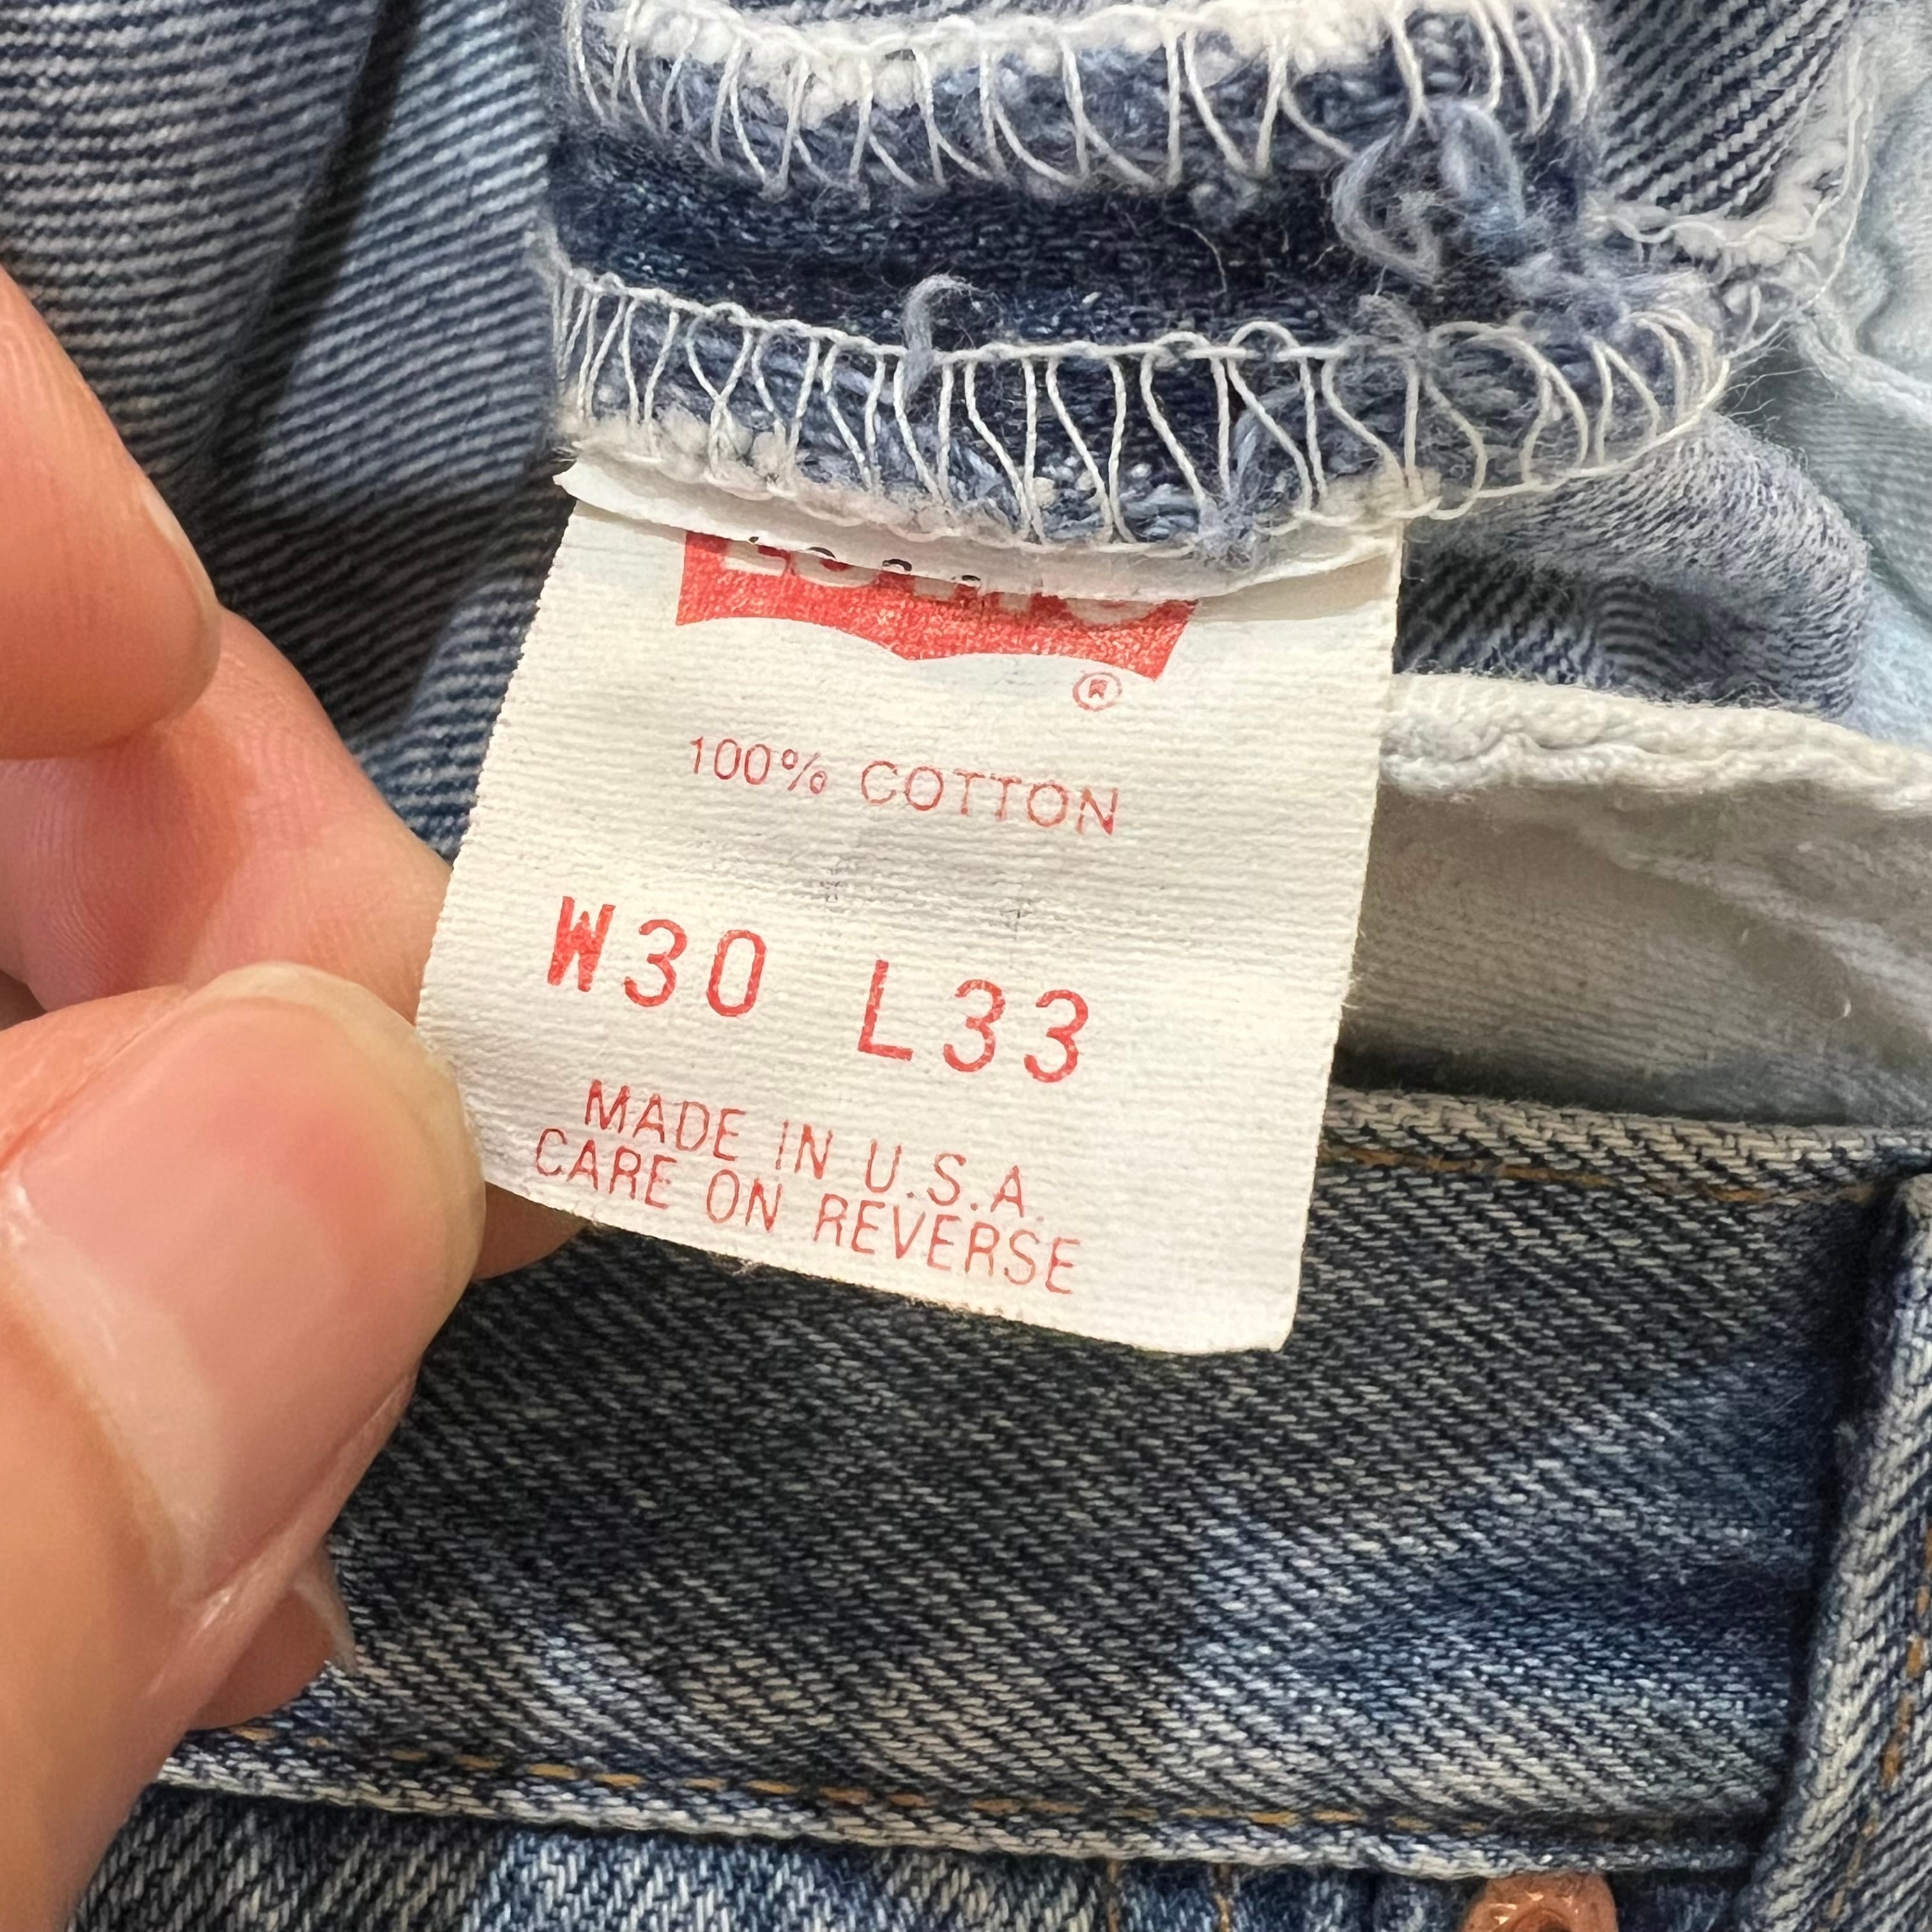 ®
100% COTTON
W30 L33
MADE IN U.S.A.
CARE ON REVERSE